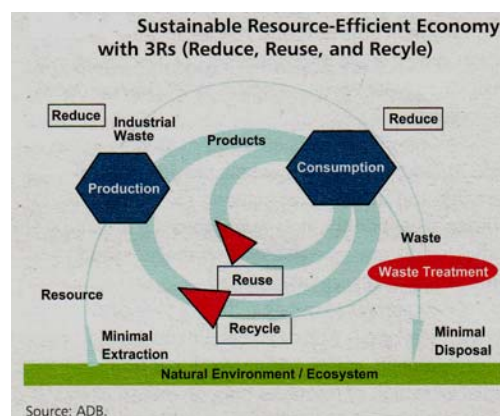 Sustainable Resource-Efficient Economy
with 3Rs (Reduce, Reuse, and Recyle)
Reduce
Industrial
Waste
Reduce
Products
Production
Consumption
Waste
Reuse
Waste Treatment
Resource
Recycle
Minimal
Extraction
Minimal
Disposal
Natural Environment / Ecosystem
Source: ADB.